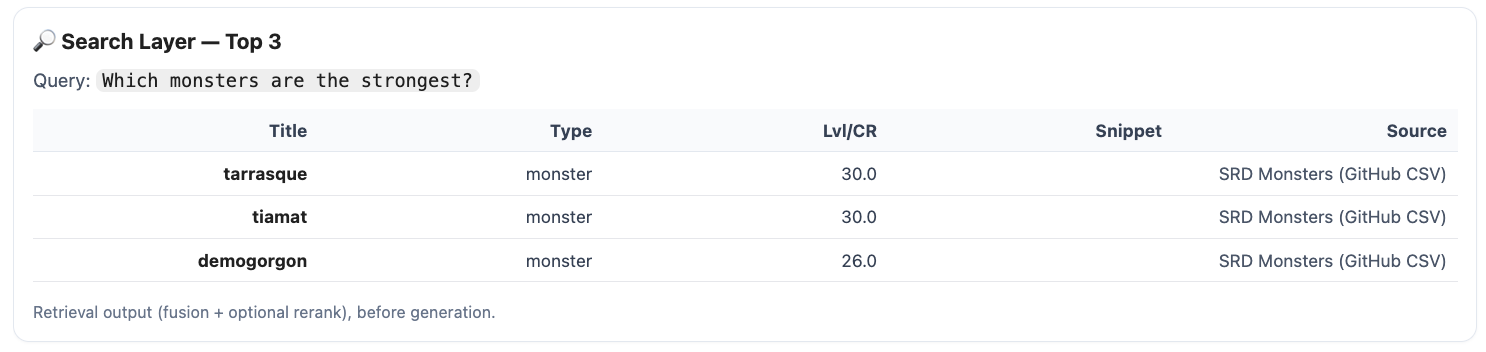 🔎 Search Layer — Top 3
Query: Which monsters are the strongest?
Title Type Lvl/CR Snippet Source
tarrasque monster 30.0 SRD Monsters (GitHub CSV)
tiamat monster 30.0 SRD Monsters (GitHub CSV)
demogorgon monster 26.0 SRD Monsters (GitHub CSV)
Retrieval output (fusion + optional rerank), before generation.